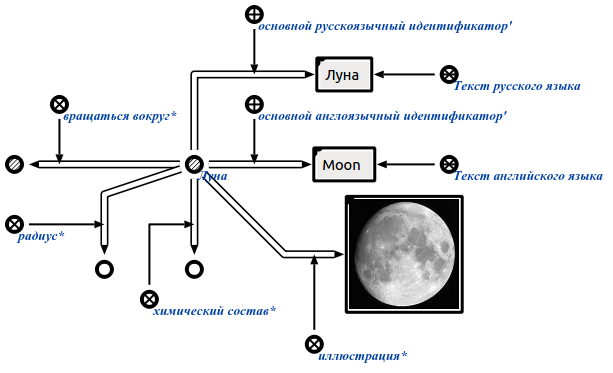 основной русскоязычный идентификатор'
Луна
Текст русского языка
вращаться вокруг*
основной англоязычный идентификатор'
Луна
Moon
Текст английского языка
радиус*
химический состав*
иллюстрация*